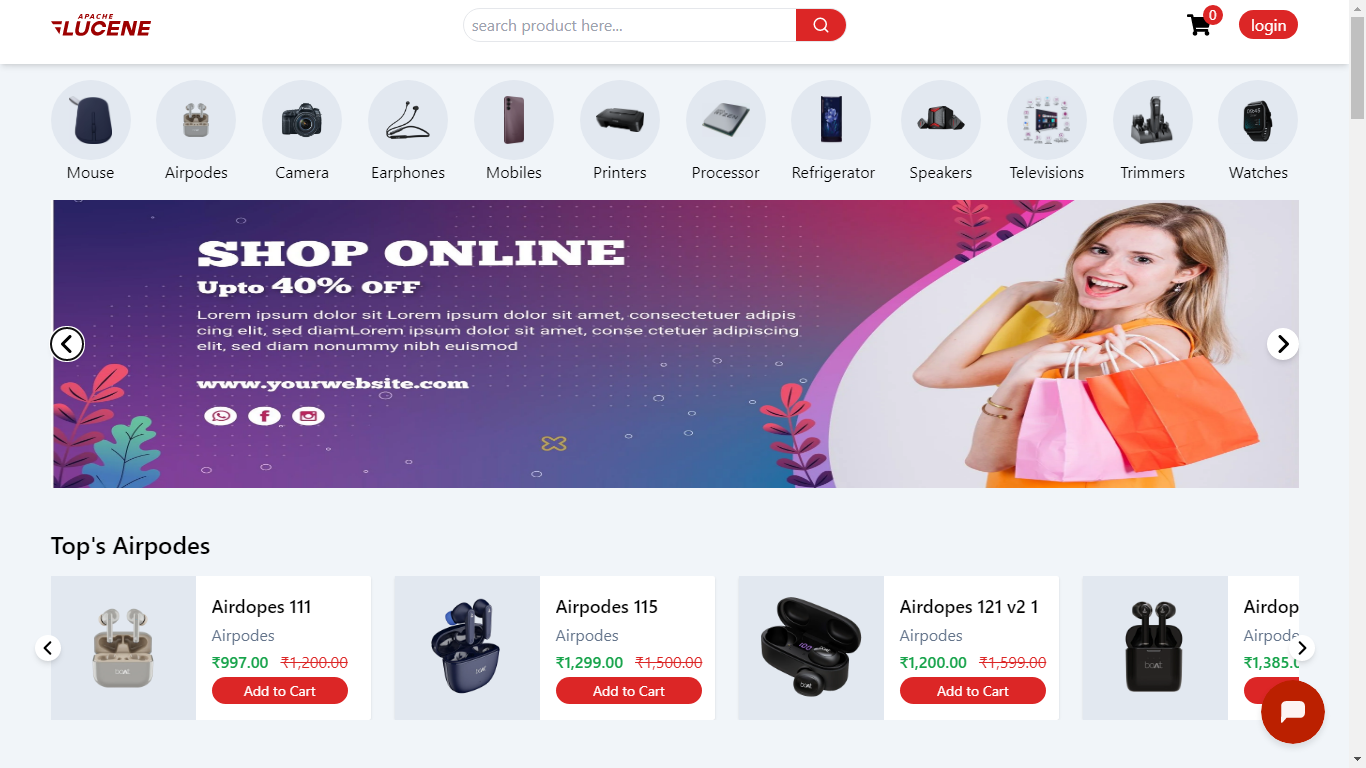 APACHE
LUCENE
search product here...
0
login
Mouse
Airpodes
Camera
Earphones
Mobiles
Printers
Processor
Refrigerator
Speakers
Televisions
Trimmers
Watches
SHOP ONLINE
Upto 40% OFF
Lorem ipsum dolor sit Lorem ipsum dolor sit amet, consectetuer adipis
cing elit, sed diamLorem ipsum dolor sit amet, conse ctetuer adipiscing
elit, sed diam nonummy nibh euismod
www.yourwebsite.com
Top's Airpodes
Airdopes 111
Airpodes
₹997.00 ₹1,200.00
Add to Cart
Airpodes 115
Airpodes
₹1,299.00 ₹1,500.00
Add to Cart
Airdopes 121 v2 1
Airpodes
₹1,200.00 ₹1,599.00
Add to Cart
Airdop
Airpode
₹1,385.0